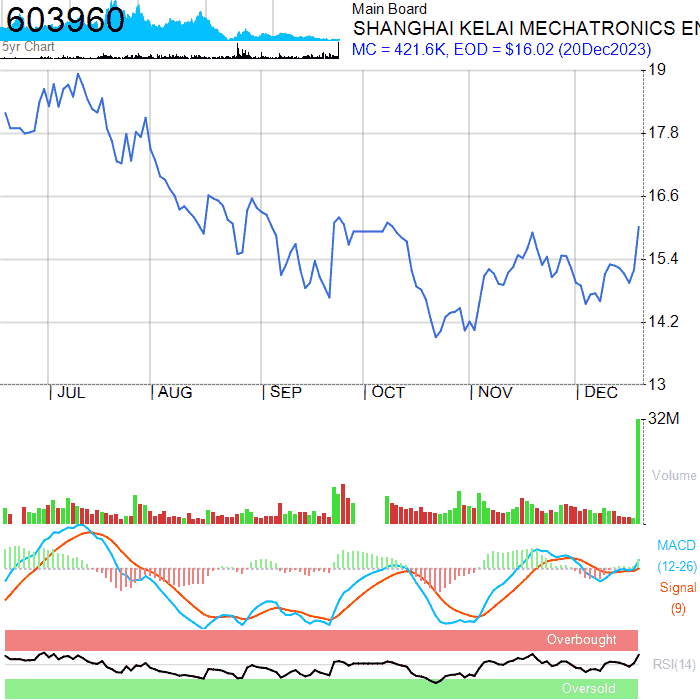 603960
5yr Chart
Main Board
SHANGHAI KELAI MECHATRONICS EN
MC = 421.6K, EOD = $16.02 (20Dec2023)
19
17.8
16.6
15.4
14.2
13
JUL
AUG
SEP
OCT
NOV
DEC
32M
Volume
MACD
(12-26)
Signal
(9)
Overbought
RSI(14)
Oversold